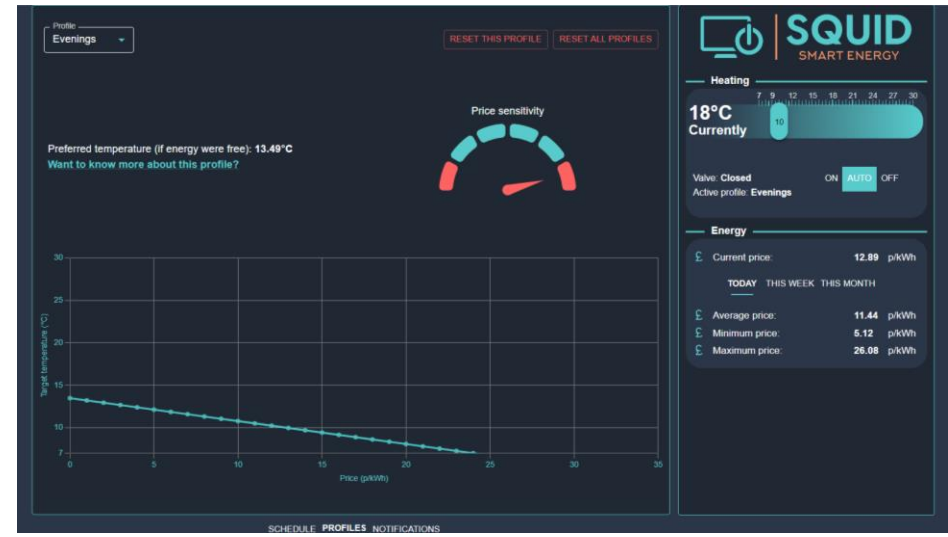 Profile
Evenings
RESET THIS PROFILE
RESET ALL PROFILES
Price sensitivity
Preferred temperature (if energy were free): 13.49°C
Want to know more about this profile?
Target temperature (°C)
30
25
20
15
10
7
0 5 10 15 20 25 30 35
Price (p/kWh)
SCHEDULE PROFILES NOTIFICATIONS
SQUID
SMART ENERGY
Heating
7 9 12 15 18 21 24 27 30
18°C
Currently
10
Valve: Closed
ON AUTO OFF
Active profile: Evenings
Energy
£ Current price: 12.89 p/kWh
TODAY THIS WEEK THIS MONTH
£ Average price: 11.44 p/kWh
£ Minimum price: 5.12 p/kWh
£ Maximum price: 26.08 p/kWh